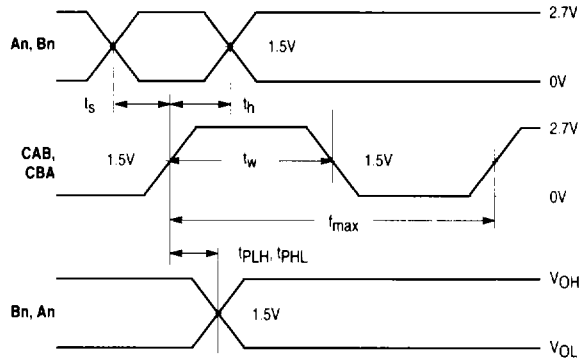 2.7V
An, Bn
1.5V
0V
ts
th
2.7V
CAB,
CBA
1.5V
tw
1.5V
0V
fmax
tPLH, tPHL
VOH
Bn, An
1.5V
VOL